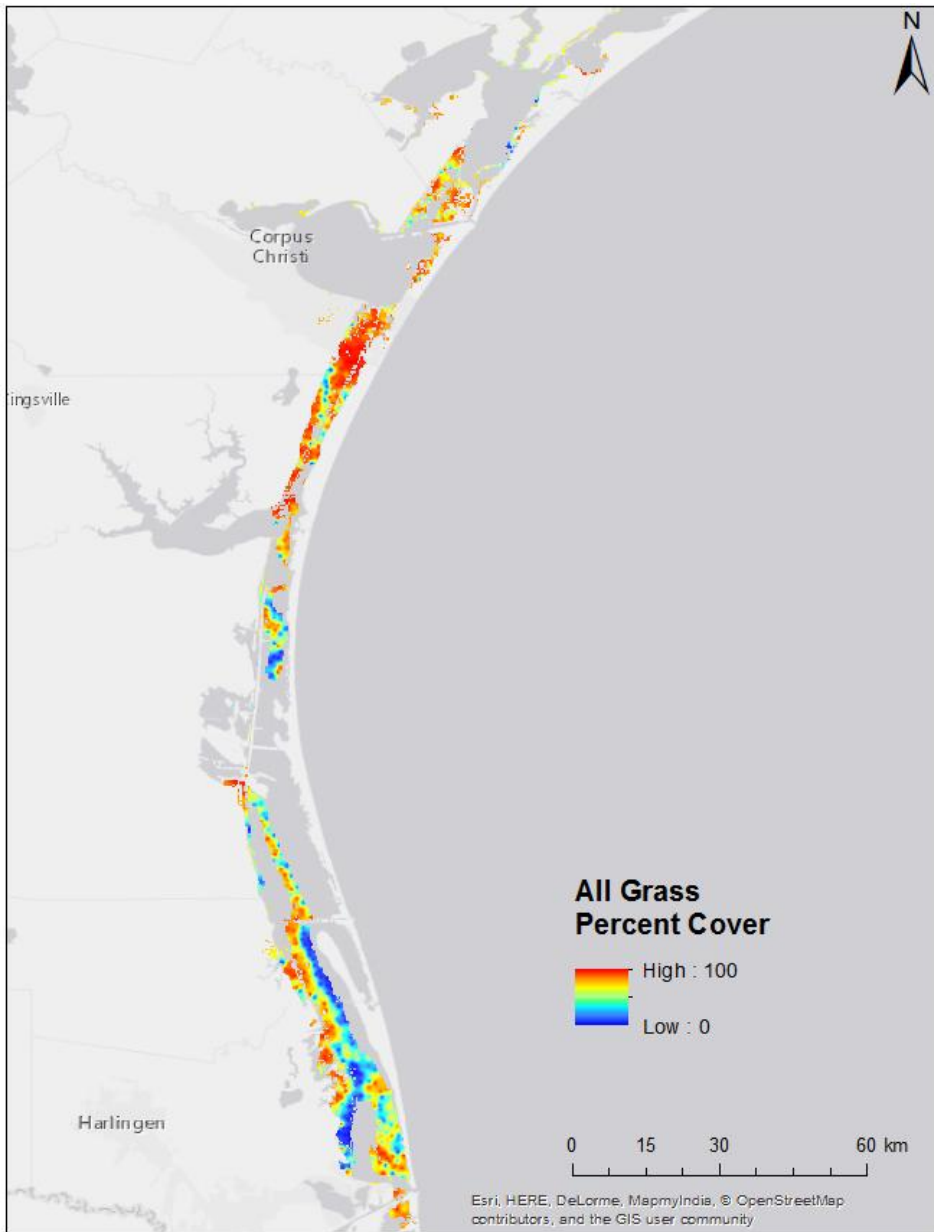 N
Corpus
Christi
ingsville
All Grass
Percent Cover
High : 100
Low : 0
Harlingen
0 15 30 60 km
Esri, HERE, DeLorme, MapmyIndia, © OpenStreetMap
contributors, and the GIS user community